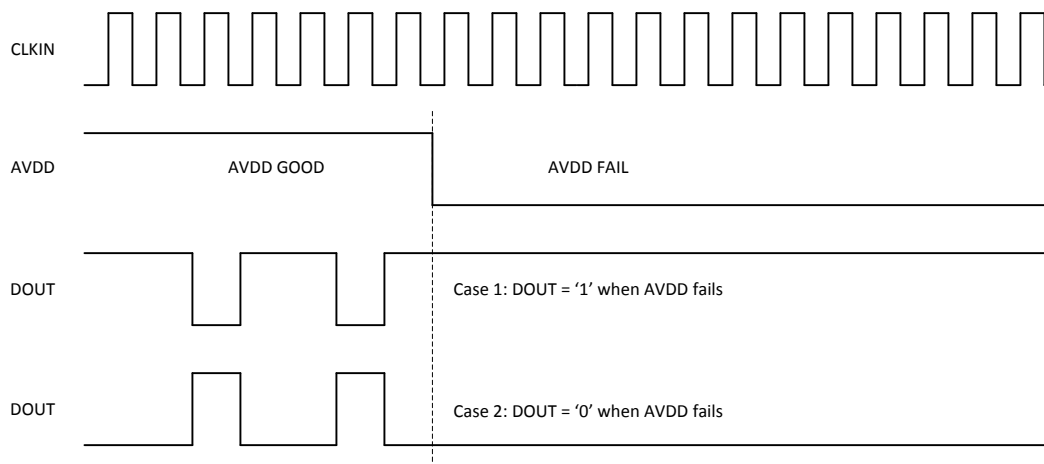 CLKIN
AVDD
AVDD GOOD
AVDD FAIL
DOUT
Case 1: DOUT = ‘1’ when AVDD fails
DOUT
Case 2: DOUT = ‘0’ when AVDD fails